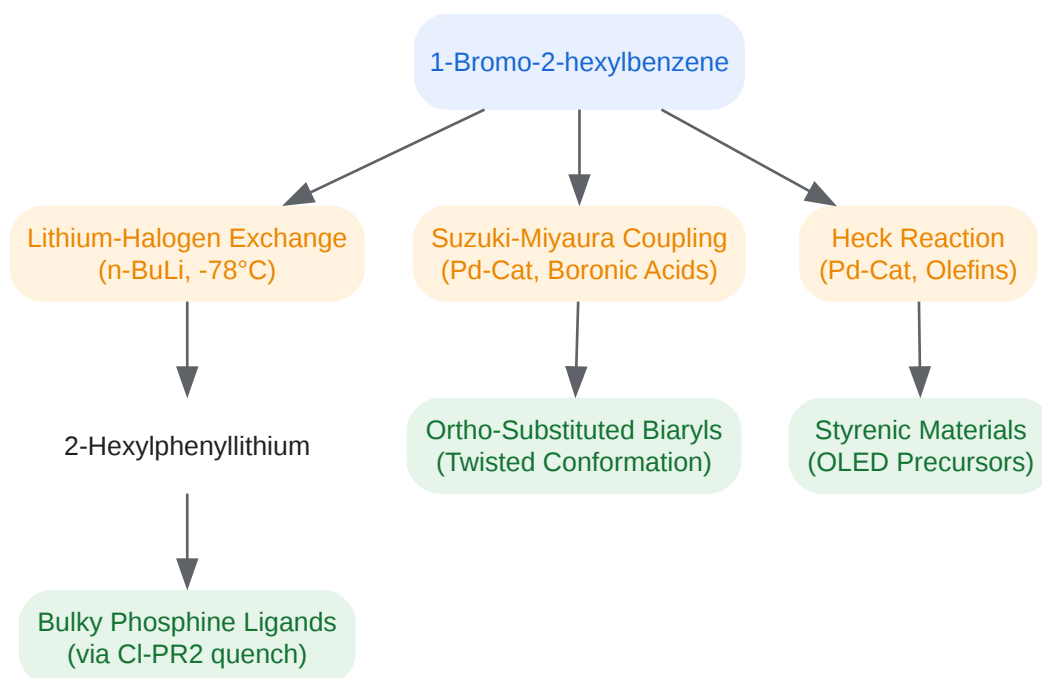 1-Bromo-2-hexylbenzene
Lithium-Halogen Exchange
(n-BuLi, -78°C)
Suzuki-Miyaura Coupling
(Pd-Cat, Boronic Acids)
Heck Reaction
(Pd-Cat, Olefins)
2-Hexylphenyllithium
Ortho-Substituted Biaryls
(Twisted Conformation)
Styrenic Materials
(OLED Precursors)
Bulky Phosphine Ligands
(via Cl-PR2 quench)